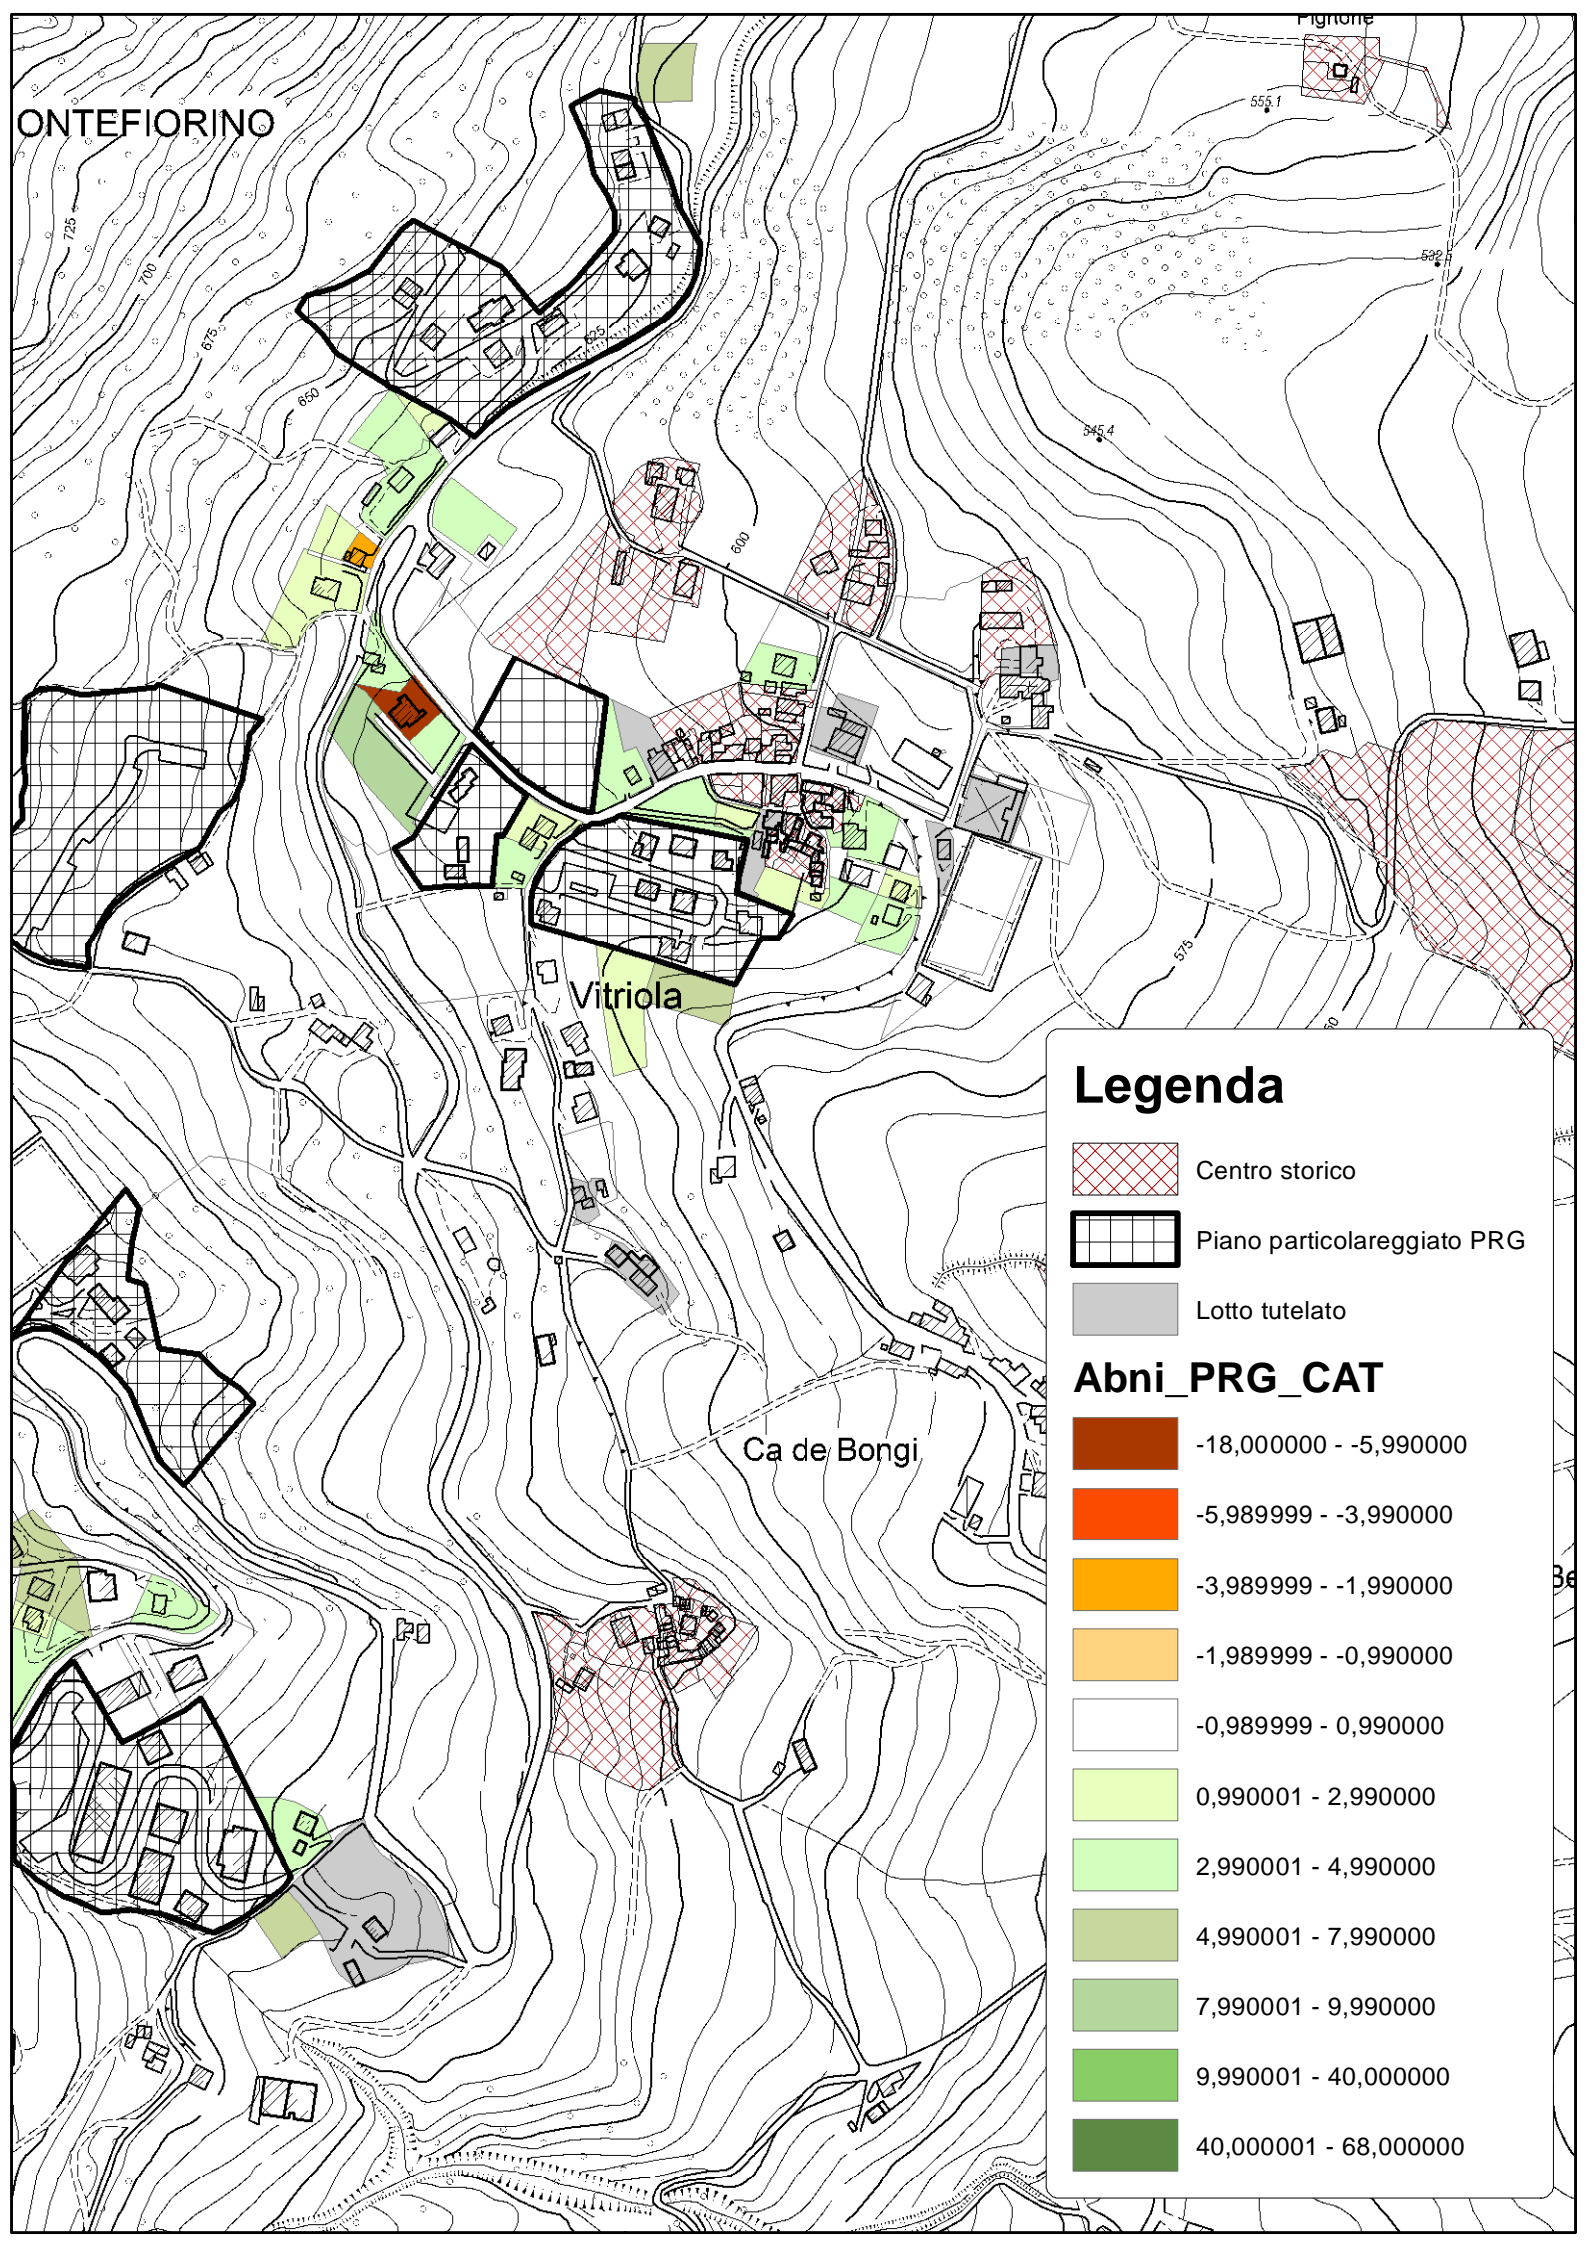 Pignone
555.1
ONTEFIORINO
725
700
532.5
675
625
650
545.4
600
575
Vitriola
50
Legenda
Centro storico
Piano particolareggiato PRG
Lotto tutelato
Abni_PRG_CAT
-18,000000 - -5,990000
Ca de Bongi
-5,989999 - -3,990000
-3,989999 - -1,990000
Be
-1,989999 - -0,990000
-0,989999 - 0,990000
0,990001 - 2,990000
2,990001 - 4,990000
4,990001 - 7,990000
7,990001 - 9,990000
9,990001 - 40,000000
40,000001 - 68,000000